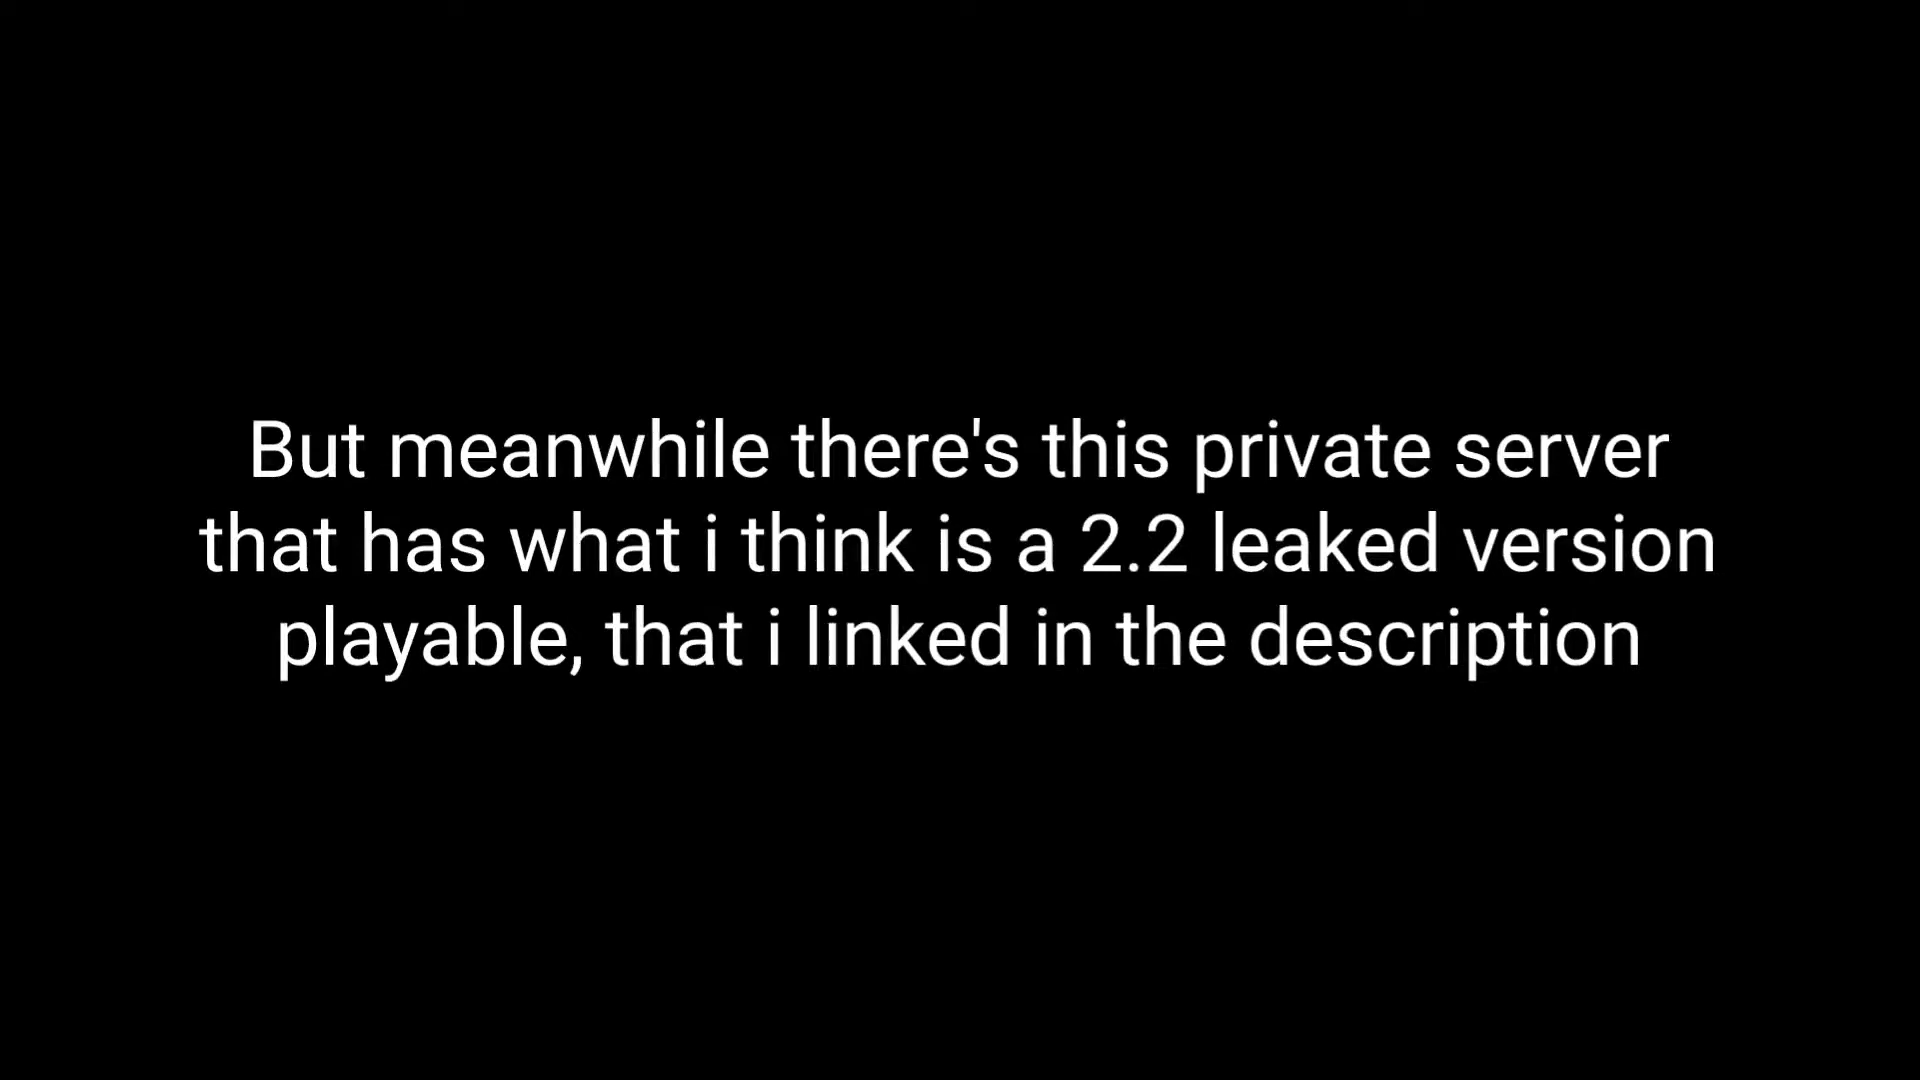 But meanwhile there's this private server
that has what i think is a 2.2 leaked version
playable, that i linked in the description